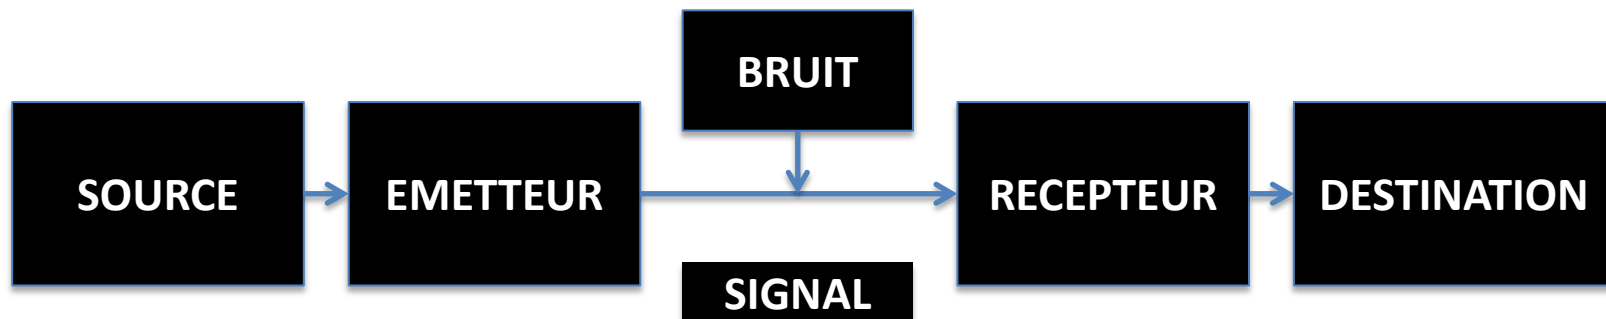 BRUIT
SOURCE
EMETTEUR
RECEPTEUR
DESTINATION
SIGNAL